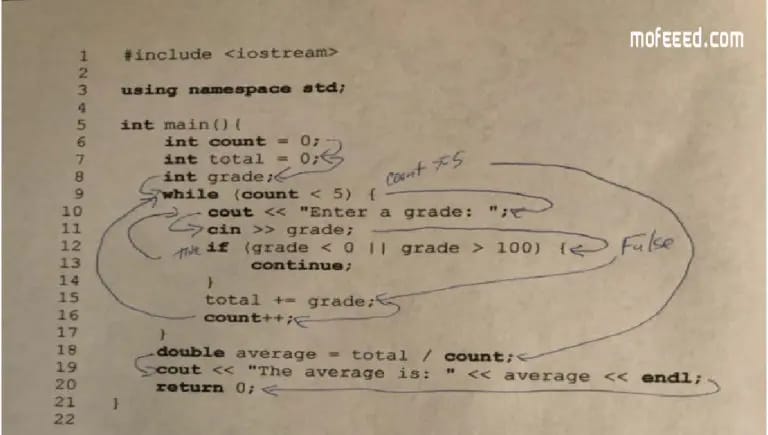 mofeeed.com
1 #include <iostream>
2
3 using namespace std;
4
5 int main(){
6 int count = 0;
7 int total = 0;
8 int grade;
9 while (count < 5) {
10 cout << "Enter a grade: ";
11 cin >> grade;
12 if (grade < 0 || grade > 100) {
13 continue;
14 }
15 total += grade;
16 count++;
17 }
18 double average = total / count;
19 cout << "The average is: " << average << endl;
20 return 0;
21 }
22
count
true
False